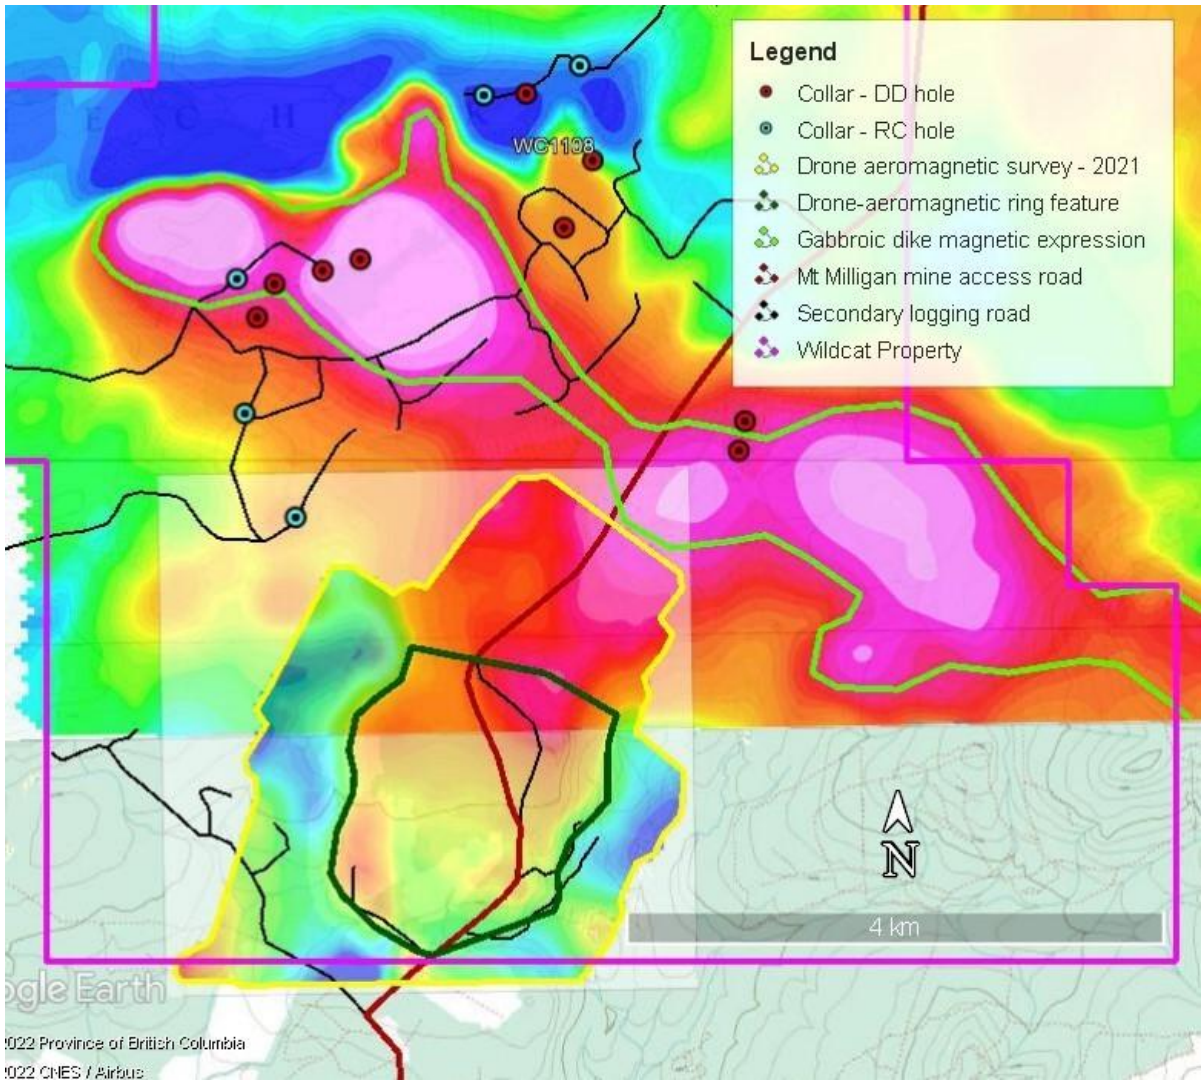 E C H
WC1108
Legend
Collar - DD hole
Collar - RC hole
Drone aeromagnetic survey - 2021
Drone-aeromagnetic ring feature
Gabbroic dike magnetic expression
Mt Milligan mine access road
Secondary logging road
Wildcat Property
N
4 km
ogle Earth
2022 Province of British Columbia
2022 CNES / Airbus